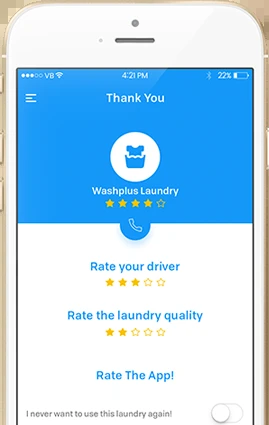 VB
4:21 PM
22%
Thank You
Washplus Laundry
Rate your driver
Rate the laundry quality
Rate The App!
I never want to use this laundry again!